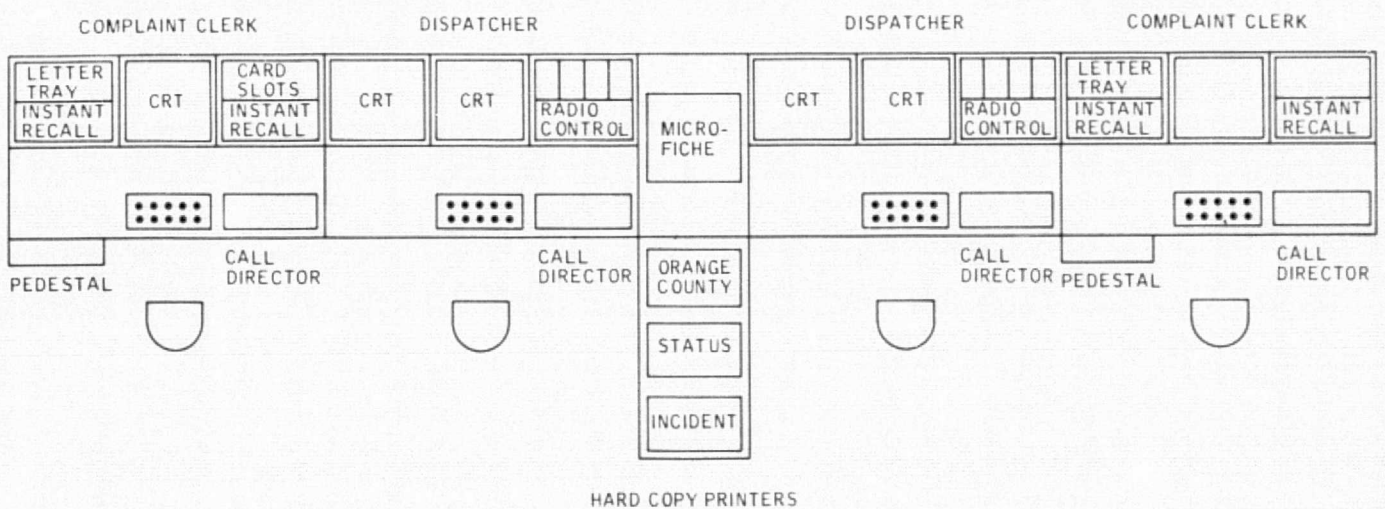 COMPLAINT CLERK
DISPATCHER
DISPATCHER
COMPLAINT CLERK
LETTER
TRAY
INSTANT
RECALL
CRT
CARD
SLOTS
INSTANT
RECALL
CRT
CRT
RADIO
CONTROL
MICRO-
FICHE
CRT
CRT
RADIO
CONTROL
LETTER
TRAY
INSTANT
RECALL
INSTANT
RECALL
PEDESTAL
CALL
DIRECTOR
CALL
DIRECTOR
ORANGE
COUNTY
STATUS
INCIDENT
CALL
DIRECTOR
PEDESTAL
CALL
DIRECTOR
HARD COPY PRINTERS